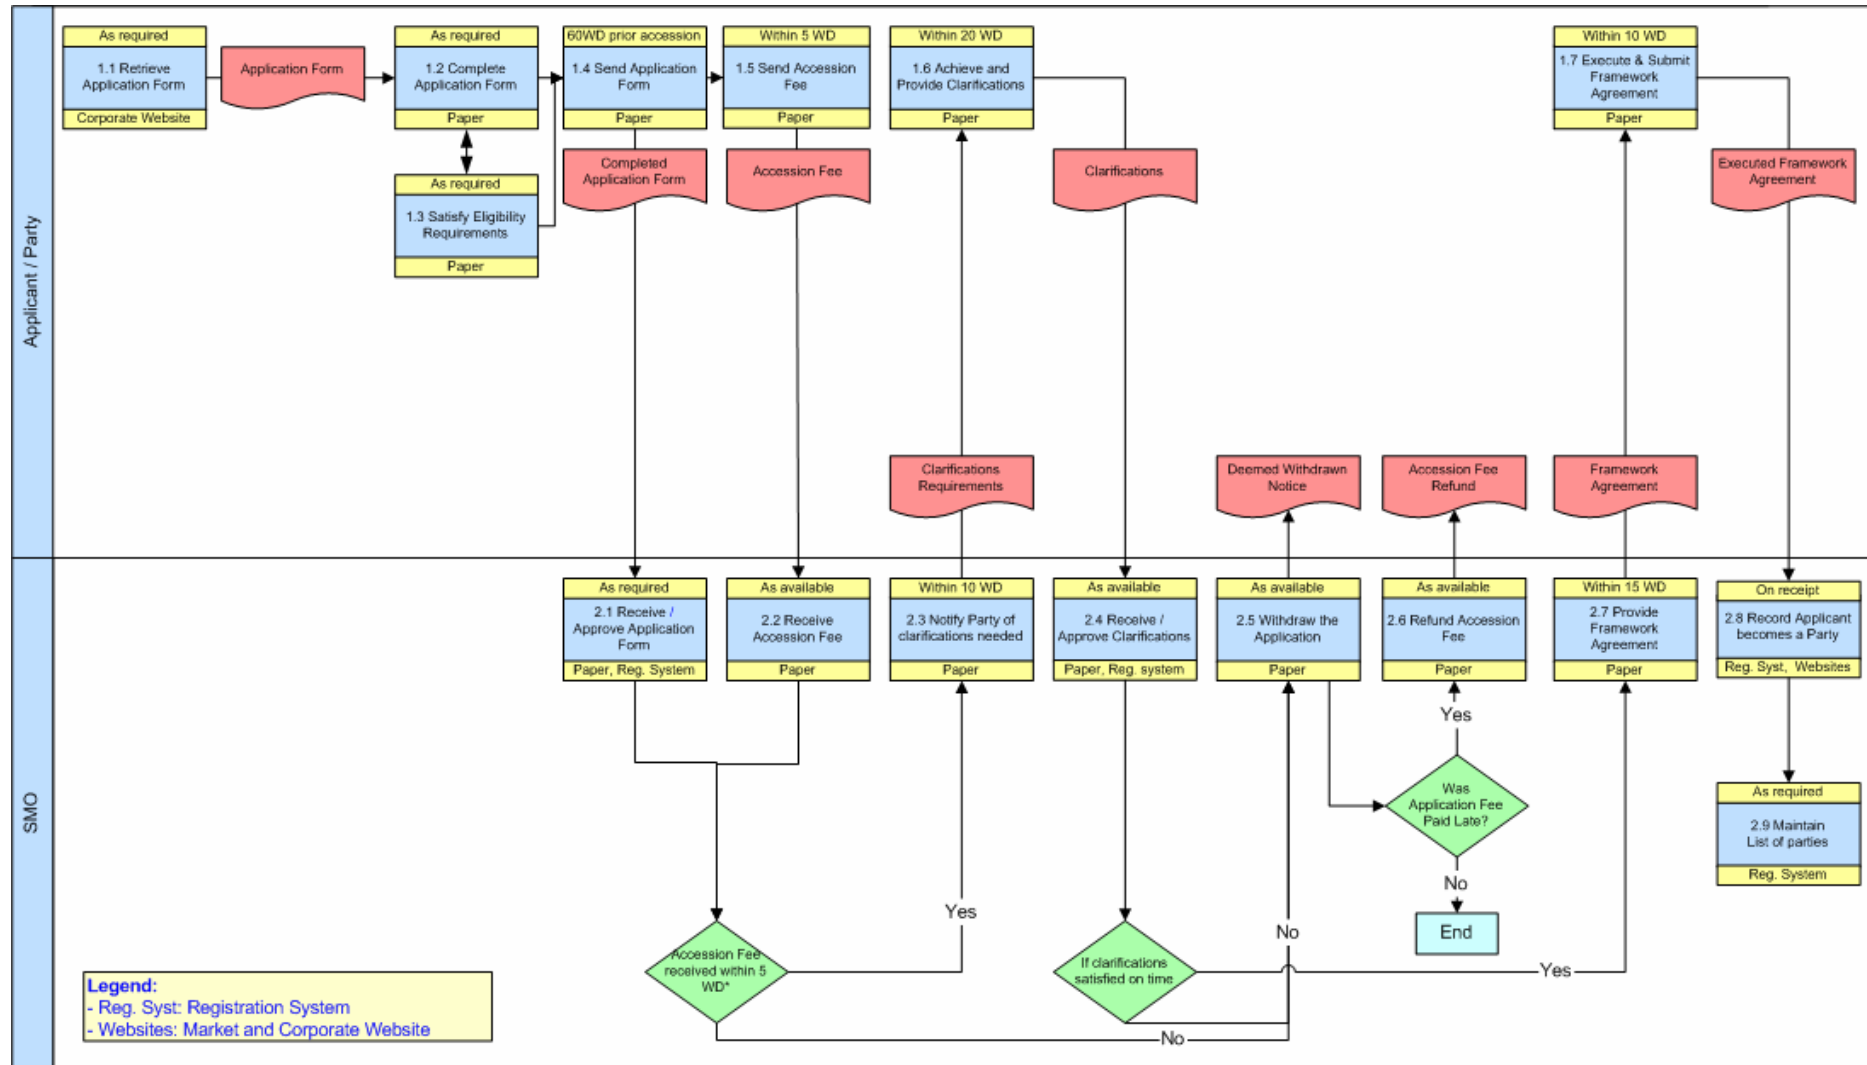 Applicant / Party
As required
1.1 Retrieve
Application Form
Corporate Website
Application Form
As required
1.2 Complete
Application Form
Paper
As required
1.3 Satisfy Eligibility
Requirements
Paper
60WD prior accession
1.4 Send Application
Form
Paper
Completed
Application Form
Within 5 WD
1.5 Send Accession
Fee
Paper
Accession Fee
Within 20 WD
1.6 Achieve and
Provide Clarifications
Paper
Clarifications
Requirements
Clarifications
Deemed Withdrawn
Notice
Accession Fee
Refund
Within 10 WD
1.7 Execute & Submit
Framework
Agreement
Paper
Framework
Agreement
Executed Framework
Agreement
SMO
As required
2.1 Receive /
Approve Application
Form
Paper, Reg. System
As available
2.2 Receive
Accession Fee
Paper
Within 10 WD
2.3 Notify Party of
clarifications needed
Paper
As available
2.4 Receive /
Approve Clarifications
Paper, Reg. system
As available
2.5 Withdraw the
Application
Paper
As available
2.6 Refund Accession
Fee
Paper
Within 15 WD
2.7 Provide
Framework
Agreement
Paper
On receipt
2.8 Record Applicant
becomes a Party
Reg. Syst, Websites
As required
2.9 Maintain
List of parties
Reg. System
Yes
Was
Application Fee
Paid Late?
No
End
Yes
Accession Fee
received within 5
WD*
No
If clarifications
satisfied on time
Yes
No
Legend:
- Reg. Syst: Registration System
- Websites: Market and Corporate Website